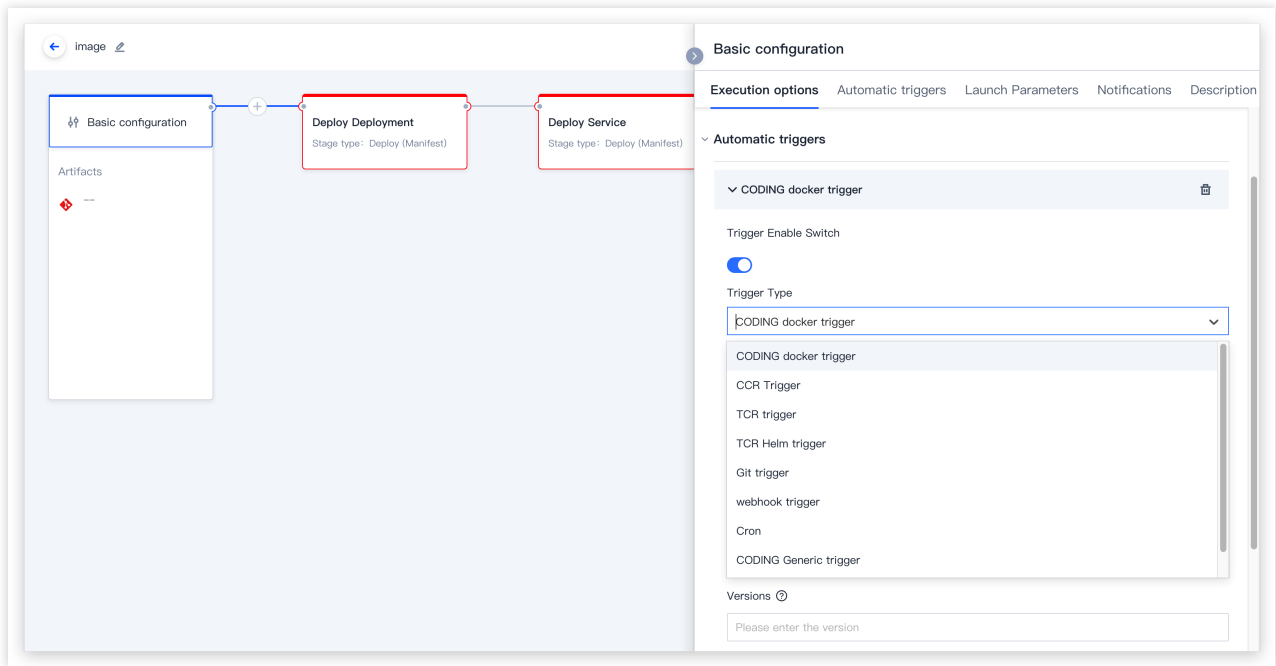 image
Basic configuration
Artifacts
--
Deploy Deployment
Stage type: Deploy (Manifest)
Deploy Service
Stage type: Deploy (Manifest)
Basic configuration
Execution options Automatic triggers Launch Parameters Notifications Description
Automatic triggers
CODING docker trigger
Trigger Enable Switch
Trigger Type
CODING docker trigger
CODING docker trigger
CCR Trigger
TCR trigger
TCR Helm trigger
Git trigger
webhook trigger
Cron
CODING Generic trigger
Versions
Please enter the version